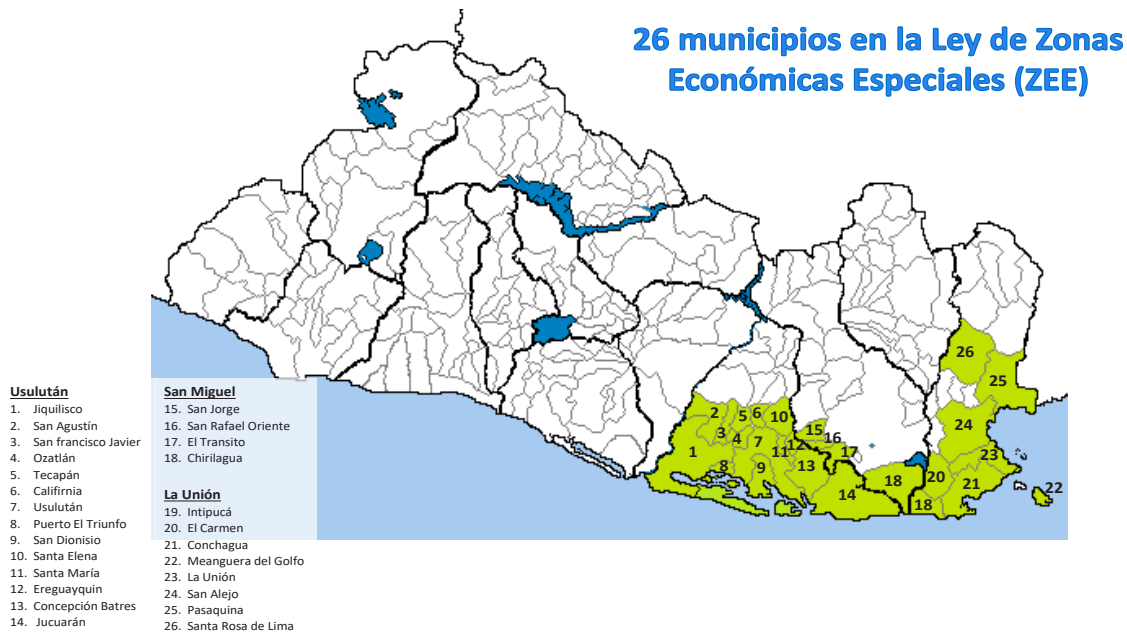 26 municipios en la Ley de Zonas
Económicas Especiales (ZEE)
Usulután
1. Jiquilisco
2. San Agustín
3. San francisco Javier
4. Ozatlán
5. Tecapán
6. Califirnia
7. Usulután
8. Puerto El Triunfo
9. San Dionisio
10. Santa Elena
11. Santa María
12. Ereguayquin
13. Concepción Batres
14. Jucuarán
San Miguel
15. San Jorge
16. San Rafael Oriente
17. El Transito
18. Chirilagua
La Unión
19. Intipucá
20. El Carmen
21. Conchagua
22. Meanguera del Golfo
23. La Unión
24. San Alejo
25. Pasaquina
26. Santa Rosa de Lima
26
25
2
5
6
10
3
4
7
15
16
24
1
11
12
17
23
8
9
13
18
20
21
22
14
18